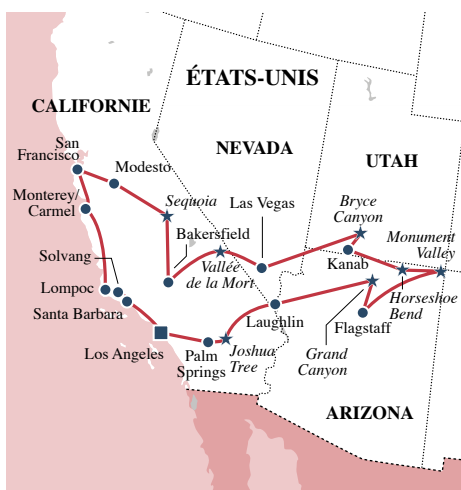 ÉTATS-UNIS
CALIFORNIE
NEVADA
UTAH
San
Francisco
Modesto
Monterey/
Carmel
Sequoia
Las Vegas
Bryce
Canyon
Bakersfield
Monument
Valley
Solvang
Vallée
de la Mort
Kanab
Lompoc
Horseshoe
Bend
Santa Barbara
Laughlin
Flagstaff
Los Angeles
Palm
Springs
Joshua
Tree
Grand
Canyon
ARIZONA